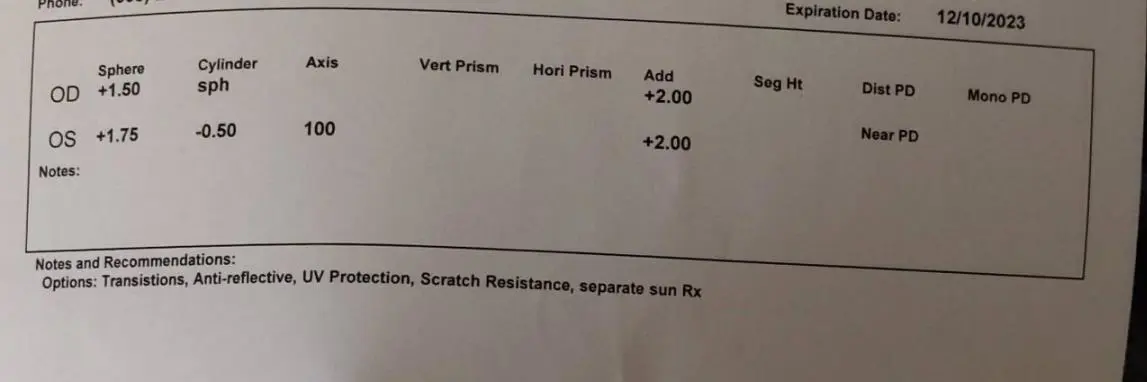 Phone:
Expiration Date: 12/10/2023
Sphere Cylinder Axis Vert Prism Hori Prism Add Seg Ht Dist PD Mono PD
OD +1.50 sph +2.00
OS +1.75 -0.50 100 +2.00 Near PD
Notes:
Notes and Recommendations:
Options: Transistions, Anti-reflective, UV Protection, Scratch Resistance, separate sun Rx